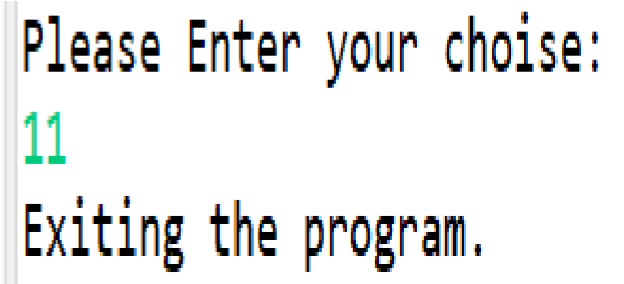 Please Enter your choise:
11
Exiting the program.